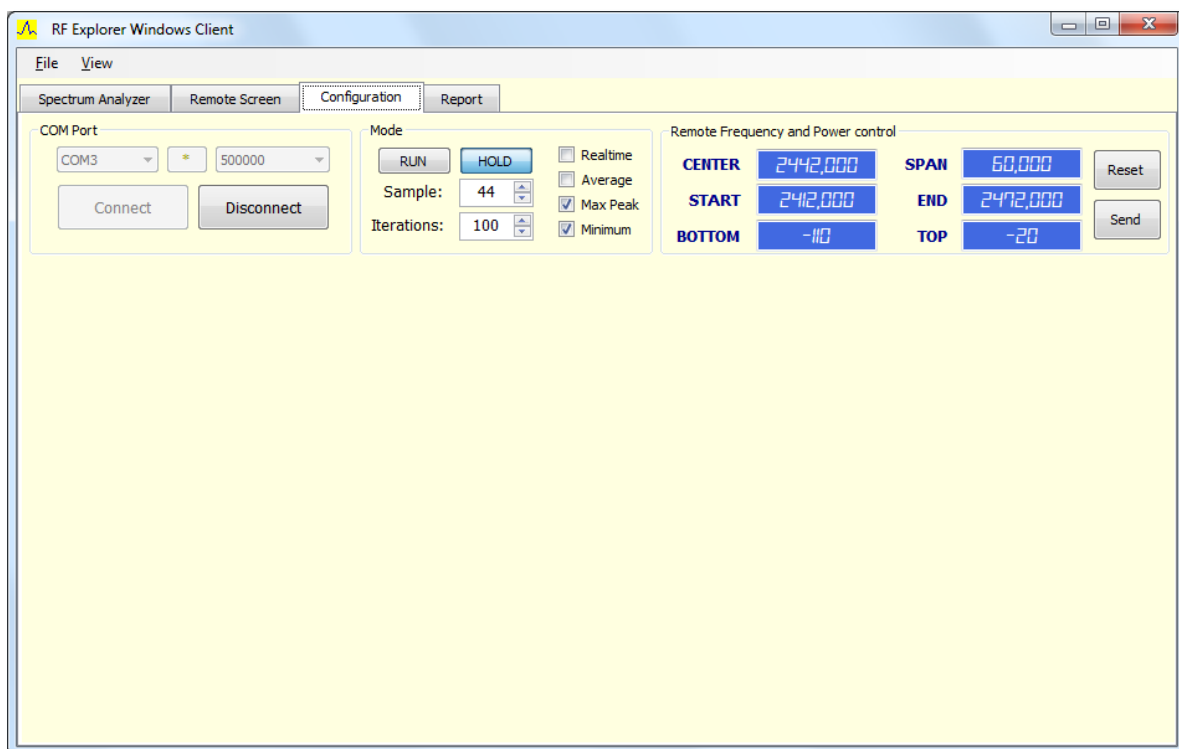 RF Explorer Windows Client
File View
Spectrum Analyzer Remote Screen Configuration Report
COM Port
COM3 * 500000
Connect Disconnect
Mode
RUN HOLD
Sample: 44
Iterations: 100
Realtime
Average
Max Peak
Minimum
Remote Frequency and Power control
CENTER 2442,000 SPAN 60,000
START 2412,000 END 2472,000
BOTTOM -110 TOP -20
Reset
Send